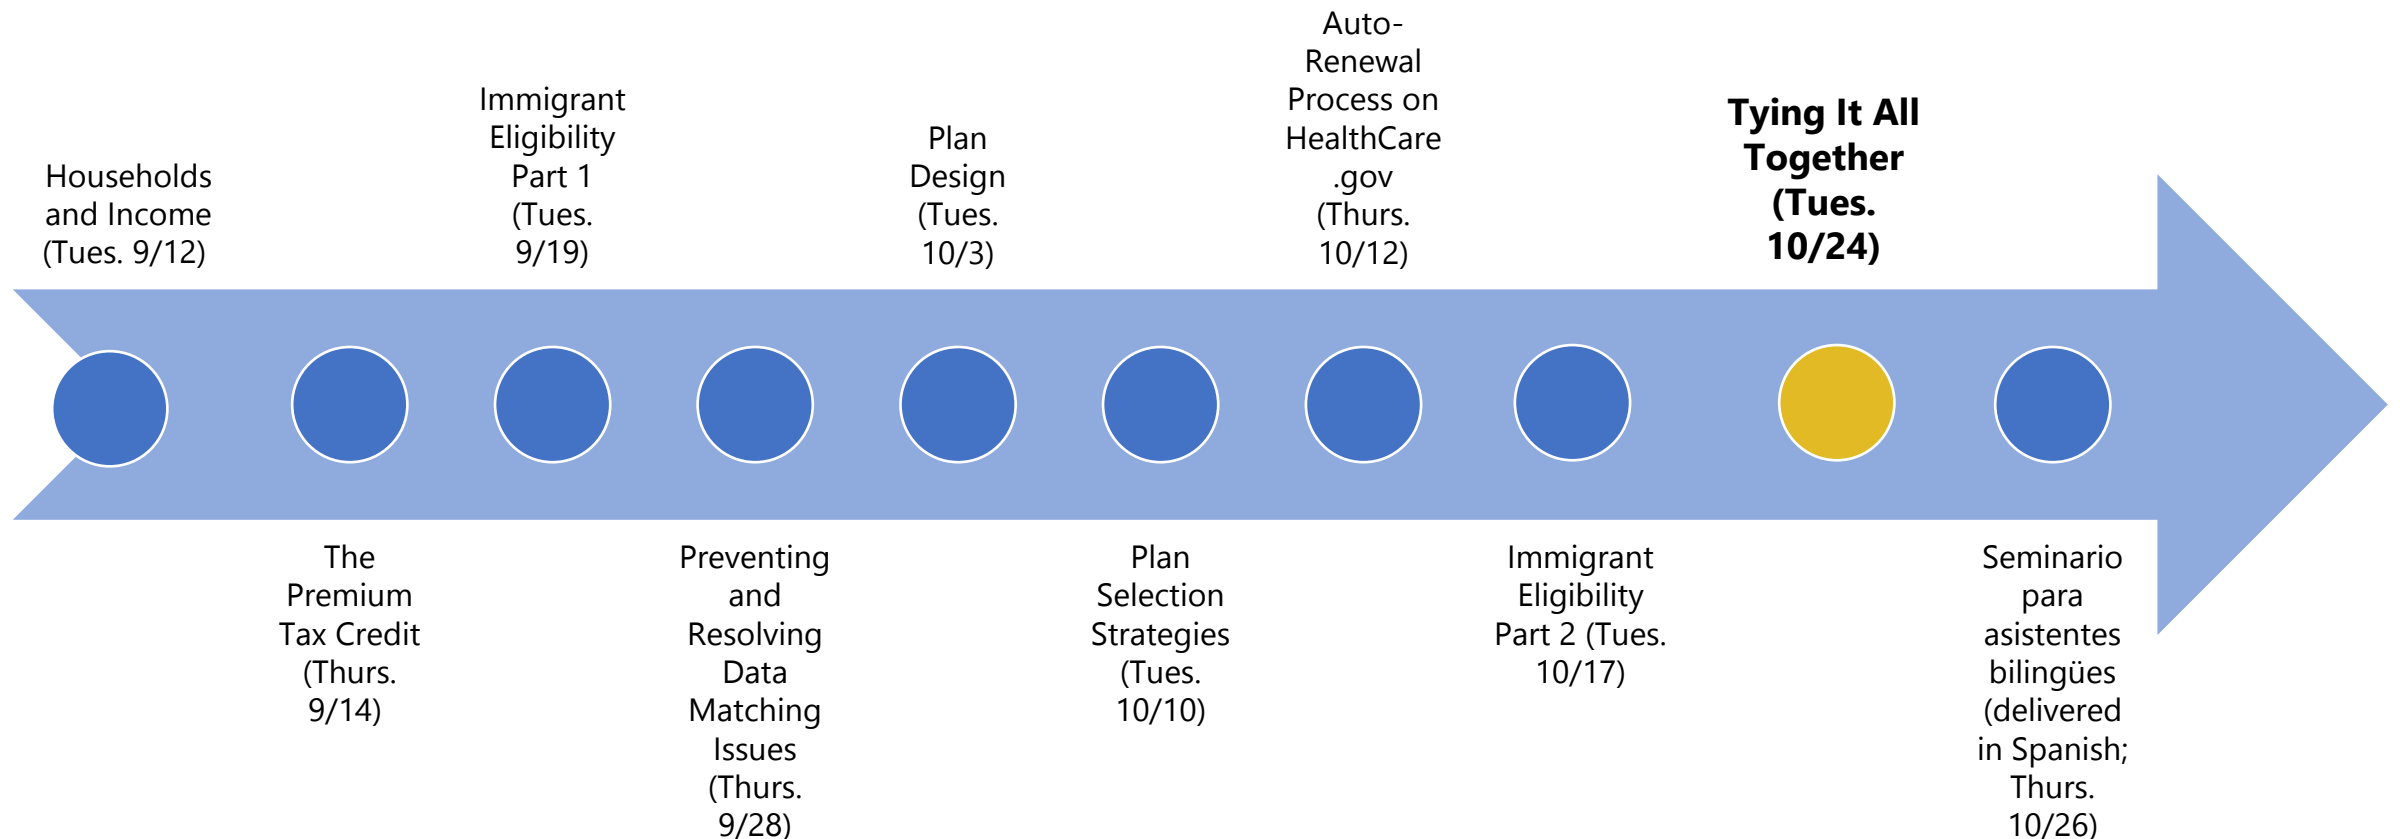 Households
and Income
(Tues. 9/12)
The
Premium
Tax Credit
(Thurs.
9/14)
Immigrant
Eligibility
Part 1
(Tues.
9/19)
Preventing
and
Resolving
Data
Matching
Issues
(Thurs.
9/28)
Plan
Design
(Tues.
10/3)
Plan
Selection
Strategies
(Tues.
10/10)
Auto-
Renewal
Process on
HealthCare
.gov
(Thurs.
10/12)
Immigrant
Eligibility
Part 2 (Tues.
10/17)
Tying It All
Together
(Tues.
10/24)
Seminario
para
asistentes
bilingües
(delivered
in Spanish;
Thurs.
10/26)